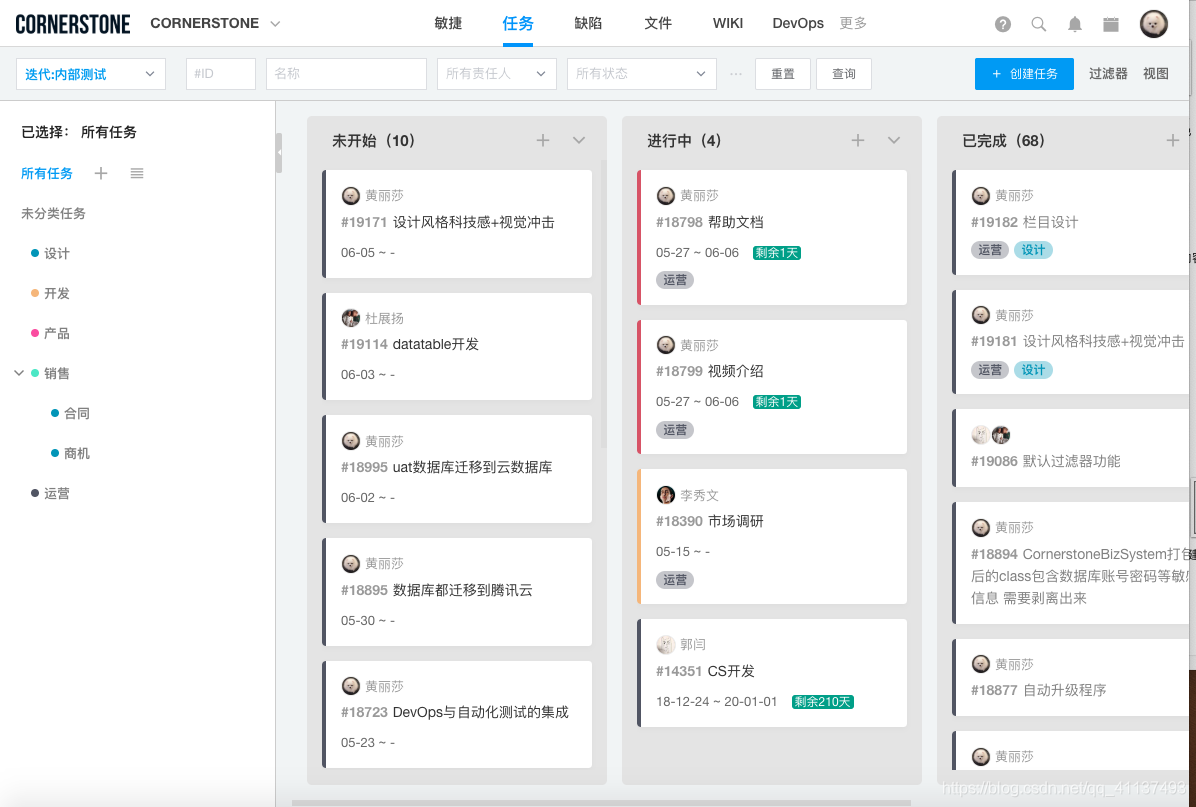 CORNERSTONE CORNERSTONE 敏捷 任务 缺陷 文件 WIKI DevOps 更多
迭代:内部测试 #ID 名称 所有责任人 所有状态 ... 重置 查询 + 创建任务 过滤器 视图
已选择： 所有任务
所有任务
未分类任务
设计
开发
产品
销售
合同
商机
运营
未开始（10）
黄丽莎
#19171 设计风格科技感+视觉冲击
06-05 ~ -
杜展扬
#19114 datatable开发
06-03 ~ -
黄丽莎
#18995 uat数据库迁移到云数据库
06-02 ~ -
黄丽莎
#18895 数据库都迁移到腾讯云
05-30 ~ -
黄丽莎
#18723 DevOps与自动化测试的集成
05-23 ~ -
进行中（4）
黄丽莎
#18798 帮助文档
05-27 ~ 06-06 剩余1天
运营
黄丽莎
#18799 视频介绍
05-27 ~ 06-06 剩余1天
运营
李秀文
#18390 市场调研
05-15 ~ -
运营
郭闫
#14351 CS开发
18-12-24 ~ 20-01-01 剩余210天
已完成（68）
黄丽莎
#19182 栏目设计
运营 设计
黄丽莎
#19181 设计风格科技感+视觉冲击
运营 设计
#19086 默认过滤器功能
黄丽莎
#18894 CornerstoneBizSystem打包
后的class包含数据库账号密码等敏
信息 需要剥离出来
黄丽莎
#18877 自动升级程序
黄丽莎
https://blog.csdn.net/qq_41137493